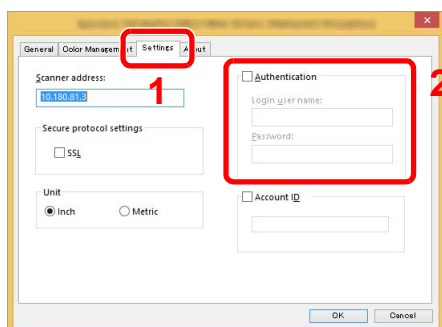 General Color Management Settings About
Scanner address:
10.180.81.3
1
Secure protocol settings
SSL
Unit
Inch Metric
Authentication
Login user name:
Password:
2
Account ID
OK Cancel